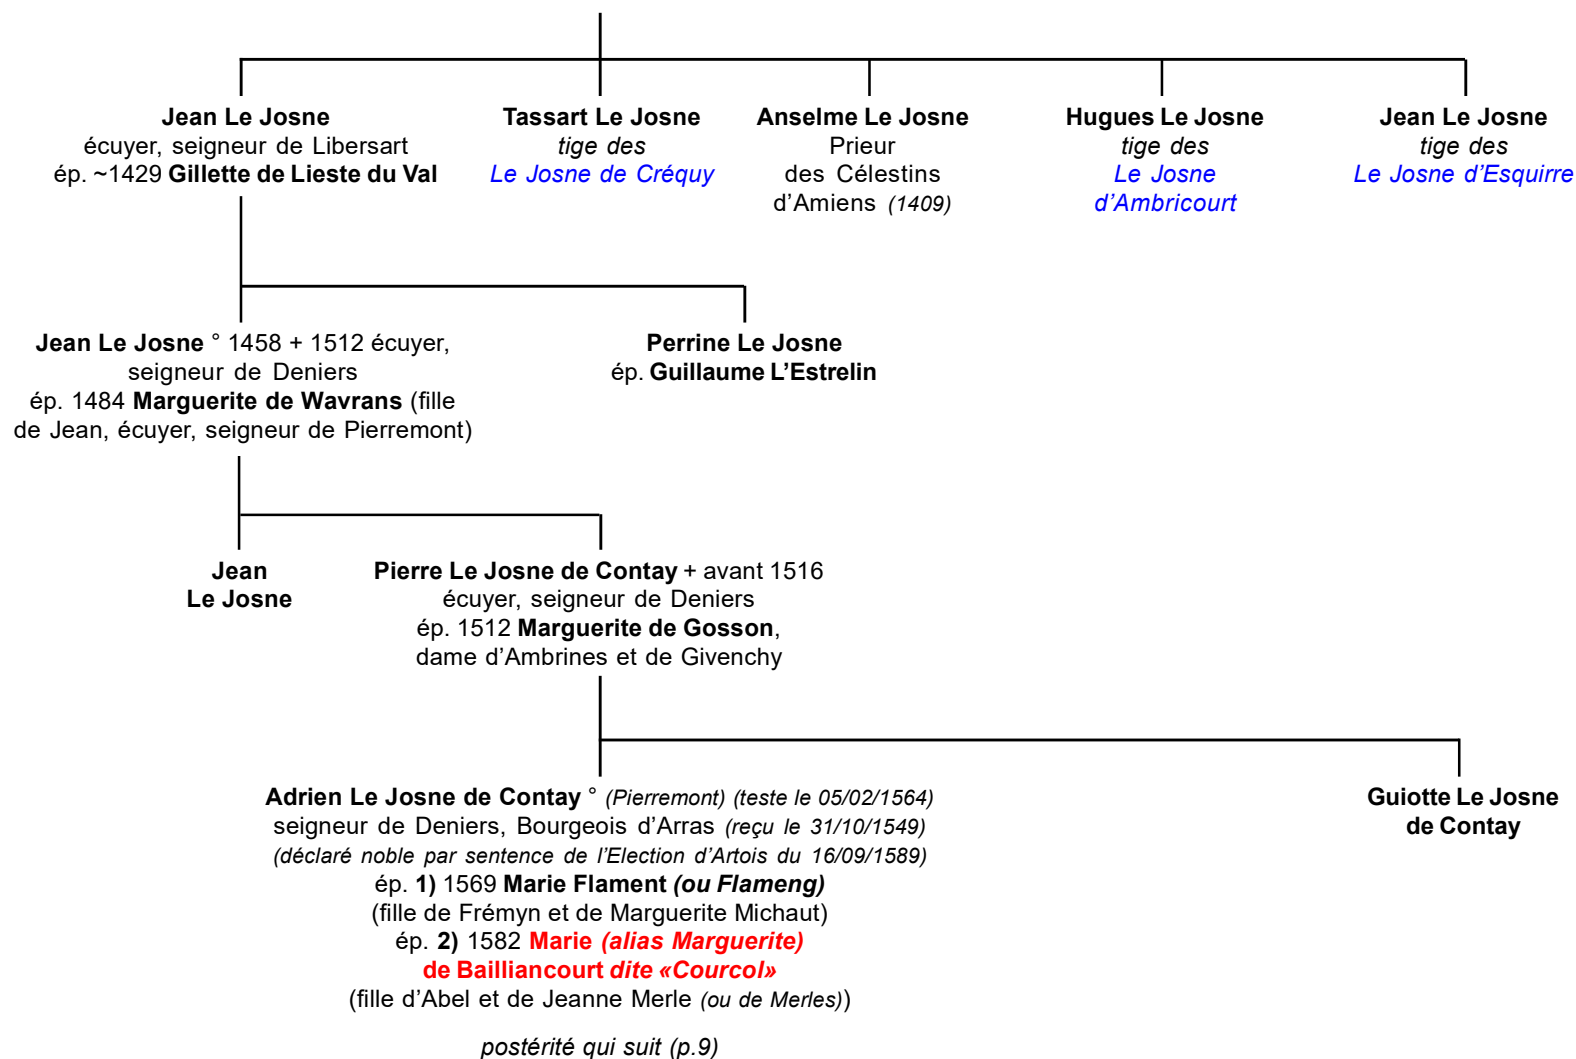 Jean Le Josne
écuyer, seigneur de Libersart
ép. ~1429 Gillette de Lieste du Val
Tassart Le Josne
tige des
Le Josne de Créquy
Anselme Le Josne
Prieur
des Célestins
d'Amiens (1409)
Hugues Le Josne
tige des
Le Josne
d'Ambricourt
Jean Le Josne
tige des
Le Josne d'Esquirre
Jean Le Josne ° 1458 + 1512 écuyer,
seigneur de Deniers
ép. 1484 Marguerite de Wavrans (fille
de Jean, écuyer, seigneur de Pierremont)
Perrine Le Josne
ép. Guillaume L'Estrelin
Jean
Le Josne
Pierre Le Josne de Contay + avant 1516
écuyer, seigneur de Deniers
ép. 1512 Marguerite de Gosson,
dame d'Ambrines et de Givenchy
Adrien Le Josne de Contay ° (Pierremont) (teste le 05/02/1564)
seigneur de Deniers, Bourgeois d'Arras (reçu le 31/10/1549)
(déclaré noble par sentence de l'Election d'Artois du 16/09/1589)
ép. 1) 1569 Marie Flament (ou Flameng)
(fille de Frémyn et de Marguerite Michaut)
ép. 2) 1582 Marie (alias Marguerite)
de Bailliancourt dite «Courcol»
(fille d'Abel et de Jeanne Merle (ou de Merles))
postérité qui suit (p.9)
Guiotte Le Josne
de Contay